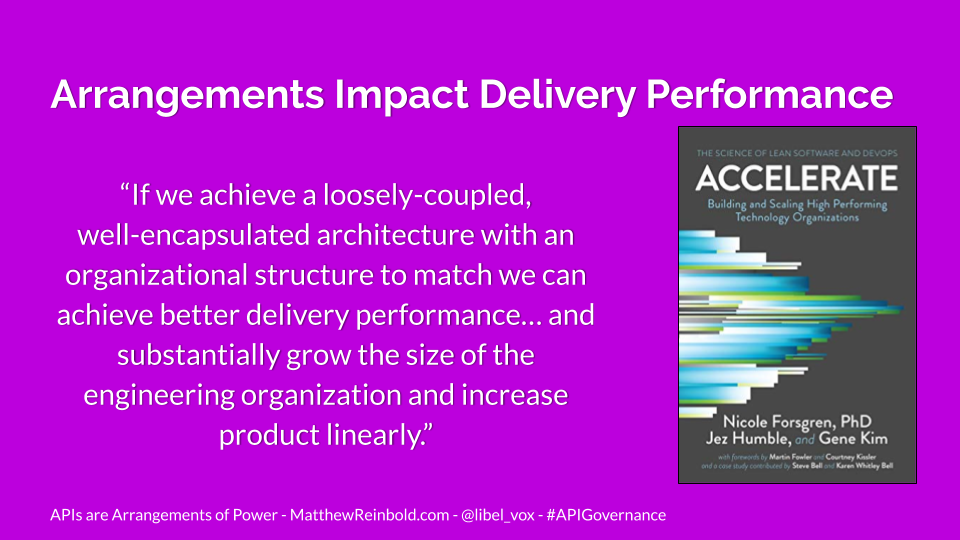 Arrangements Impact Delivery Performance
“If we achieve a loosely-coupled,
well-encapsulated architecture with an
organizational structure to match we can
achieve better delivery performance... and
substantially grow the size of the
engineering organization and increase
product linearly.”
THE SCIENCE OF LEAN SOFTWARE AND DEVOPS
ACCELERATE
Building and Scaling High Performing
Technology Organizations
Nicole Forsgren, PhD
Jez Humble, and Gene Kim
with forewords by Martin Fowler and Courtney Kissler
and a case study contributed by Steve Bell and Karen Whitley Bell
APIs are Arrangements of Power - MatthewReinbold.com - @libel_vox - #APIGovernance